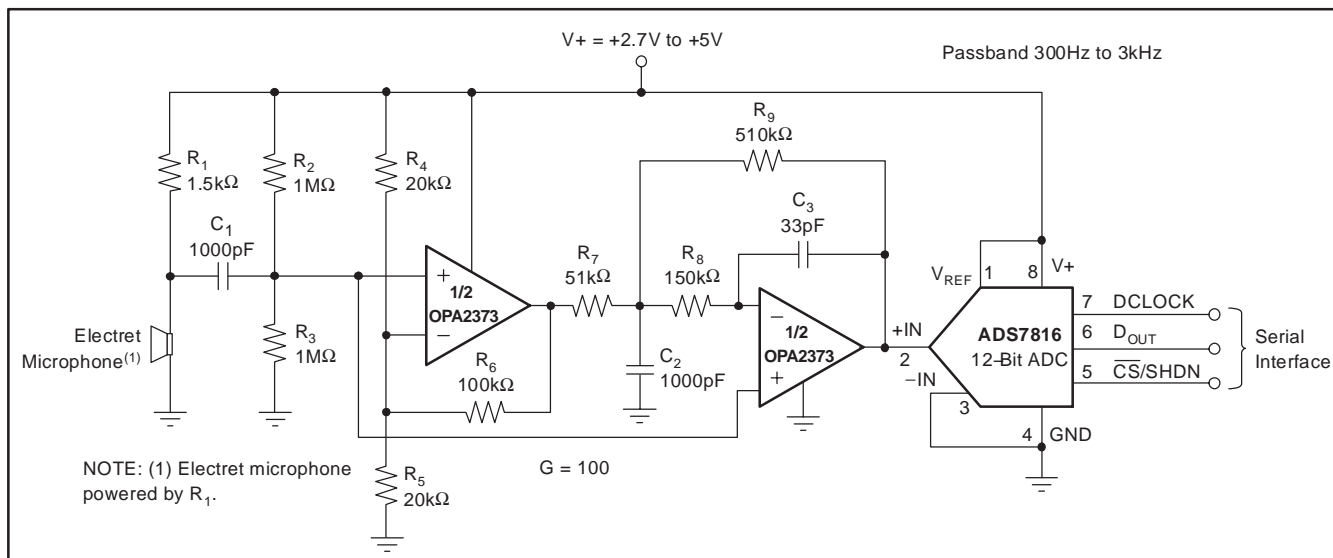 V+ = +2.7V to +5V
Passband 300Hz to 3kHz
R1
1.5kΩ
R2
1MΩ
R4
20kΩ
R9
510kΩ
C1
1000pF
C3
33pF
R7
51kΩ
R8
150kΩ
+
1/2
OPA2373
−
VREF
1
8
V+
7
DCLOCK
Electret
Microphone(1)
R3
1MΩ
R6
100kΩ
C2
1000pF
−
1/2
OPA2373
+
+IN
2
−IN
3
ADS7816
12−Bit ADC
6
DOUT
5
C̅S̅/SHDN
Serial
Interface
4
GND
NOTE: (1) Electret microphone
powered by R1.
R5
20kΩ
G = 100